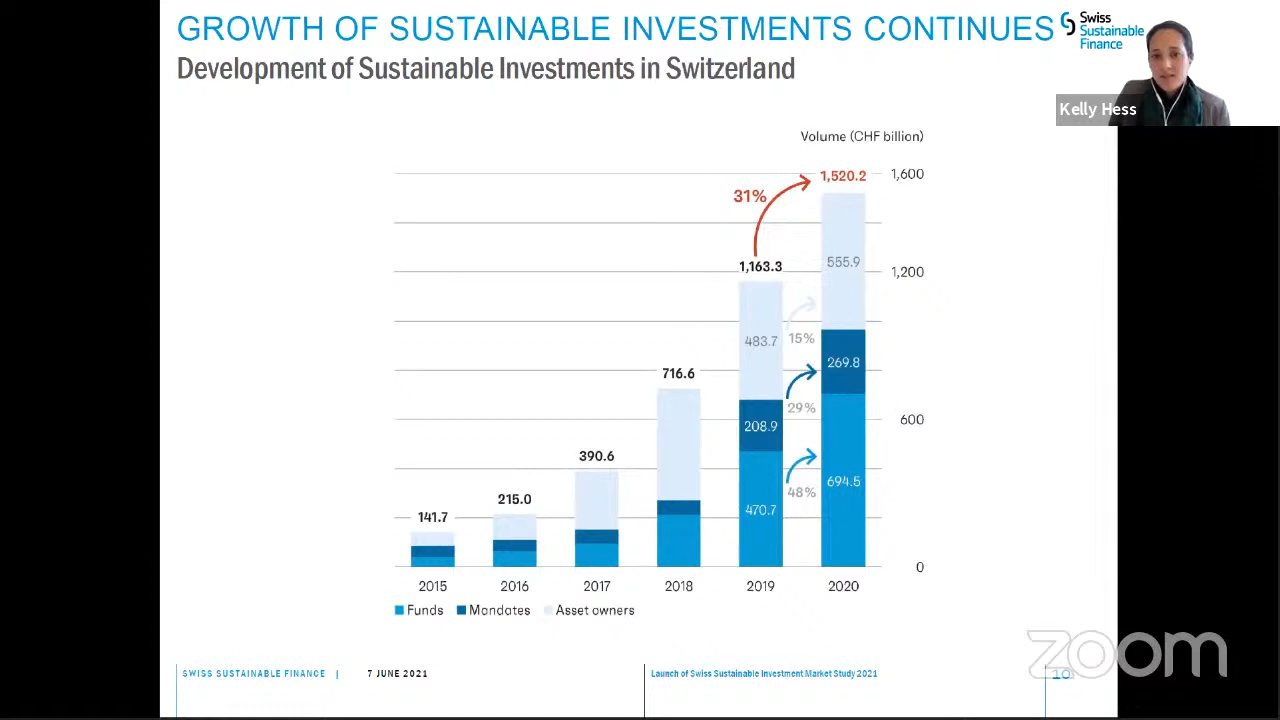 GROWTH OF SUSTAINABLE INVESTMENTS CONTINUES
Swiss
Sustainable
Finance
Development of Sustainable Investments in Switzerland
Kelly Hess
Volume (CHF billion)
31%
1,520.2
1,600
1,163.3
555.9
1,200
483.7
15%
269.8
716.6
29%
208.9
600
390.6
694.5
48%
470.7
215.0
141.7
0
2015
2016
2017
2018
2019
2020
Funds
Mandates
Asset owners
zoom
SWISS SUSTAINABLE FINANCE |
7 JUNE 2021
Launch of Swiss Sustainable Investment Market Study 2021
10